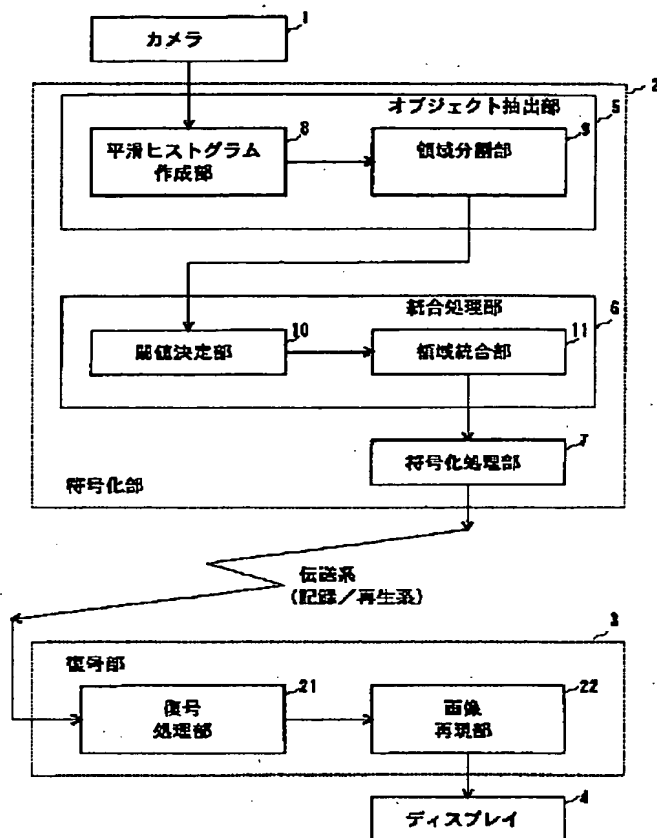 カメラ
1
2
オブジェクト抽出部
5
平滑ヒストグラム
作成部
8
領域分割部
9
統合処理部
6
閾値決定部
10
領域統合部
11
符号化処理部
7
符号化部
伝送系
(記録/再生系)
3
復号部
復号
処理部
21
画像
再現部
22
ディスプレイ
4